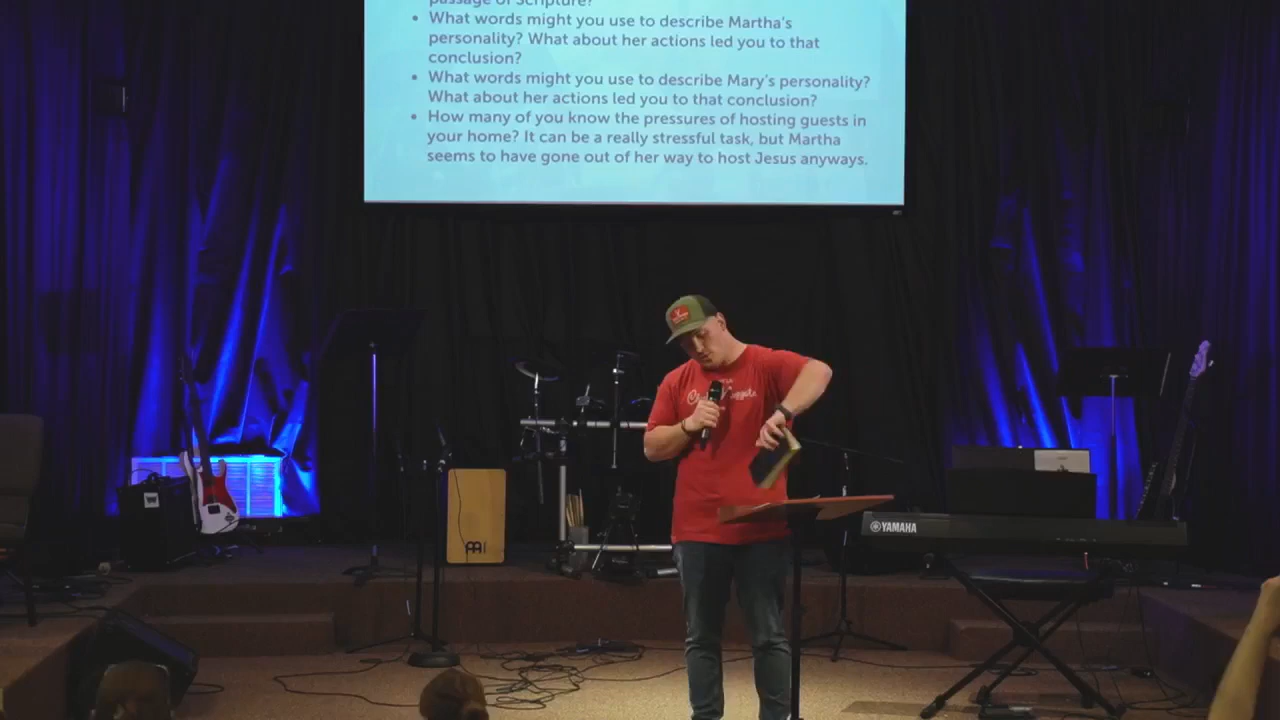 passage of Scripture?
• What words might you use to describe Martha's
personality? What about her actions led you to that
conclusion?
• What words might you use to describe Mary's personality?
What about her actions led you to that conclusion?
• How many of you know the pressures of hosting guests in
your home? It can be a really stressful task, but Martha
seems to have gone out of her way to host Jesus anyways.
YAMAHA